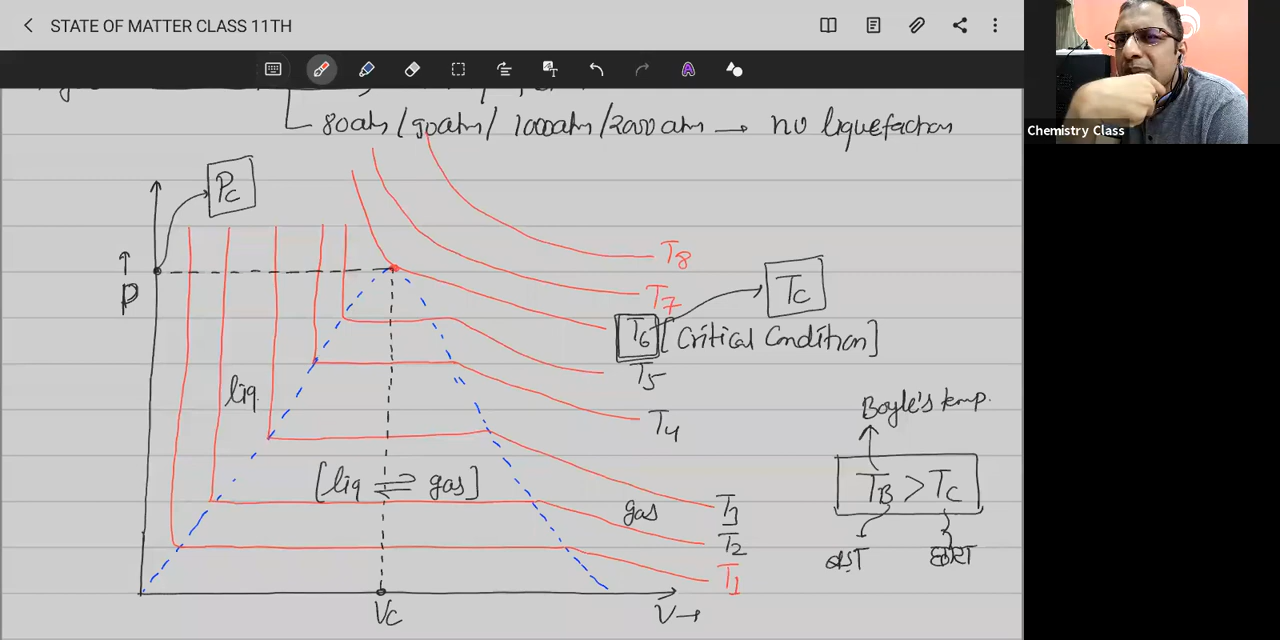 STATE OF MATTER CLASS 11TH
Chemistry Class
80atm / 90atm / 1000atm / 2000 atm → no liquefaction
Pc
↑
P
T8
T7
Tc
T6 [Critical Condition]
T5
T4
liq.
Boyle's temp.
[liq ⇌ gas]
TB > Tc
gas
T3
T2
T1
Vc
V→